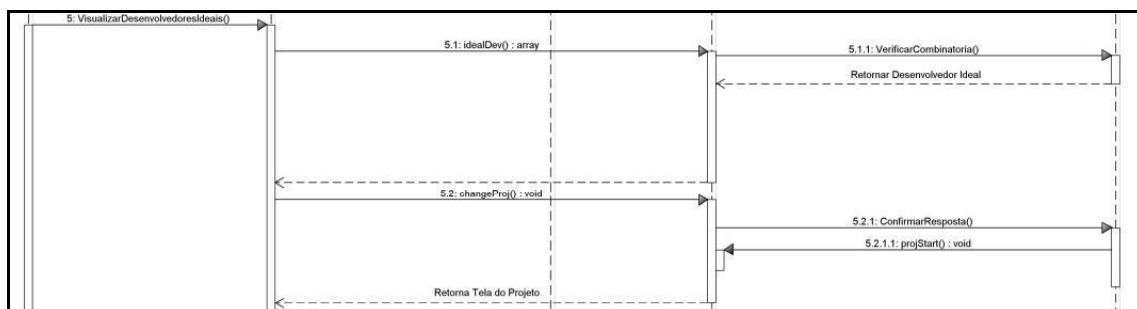 5: VisualizarDesenvolvedoresIdeais()
5.1: idealDev() : array
5.1.1: VerificarCombinatoria()
Retornar Desenvolvedor Ideal
5.2: changeProj() : void
5.2.1: ConfirmarResposta()
5.2.1.1: projStart() : void
Retorna Tela do Projeto